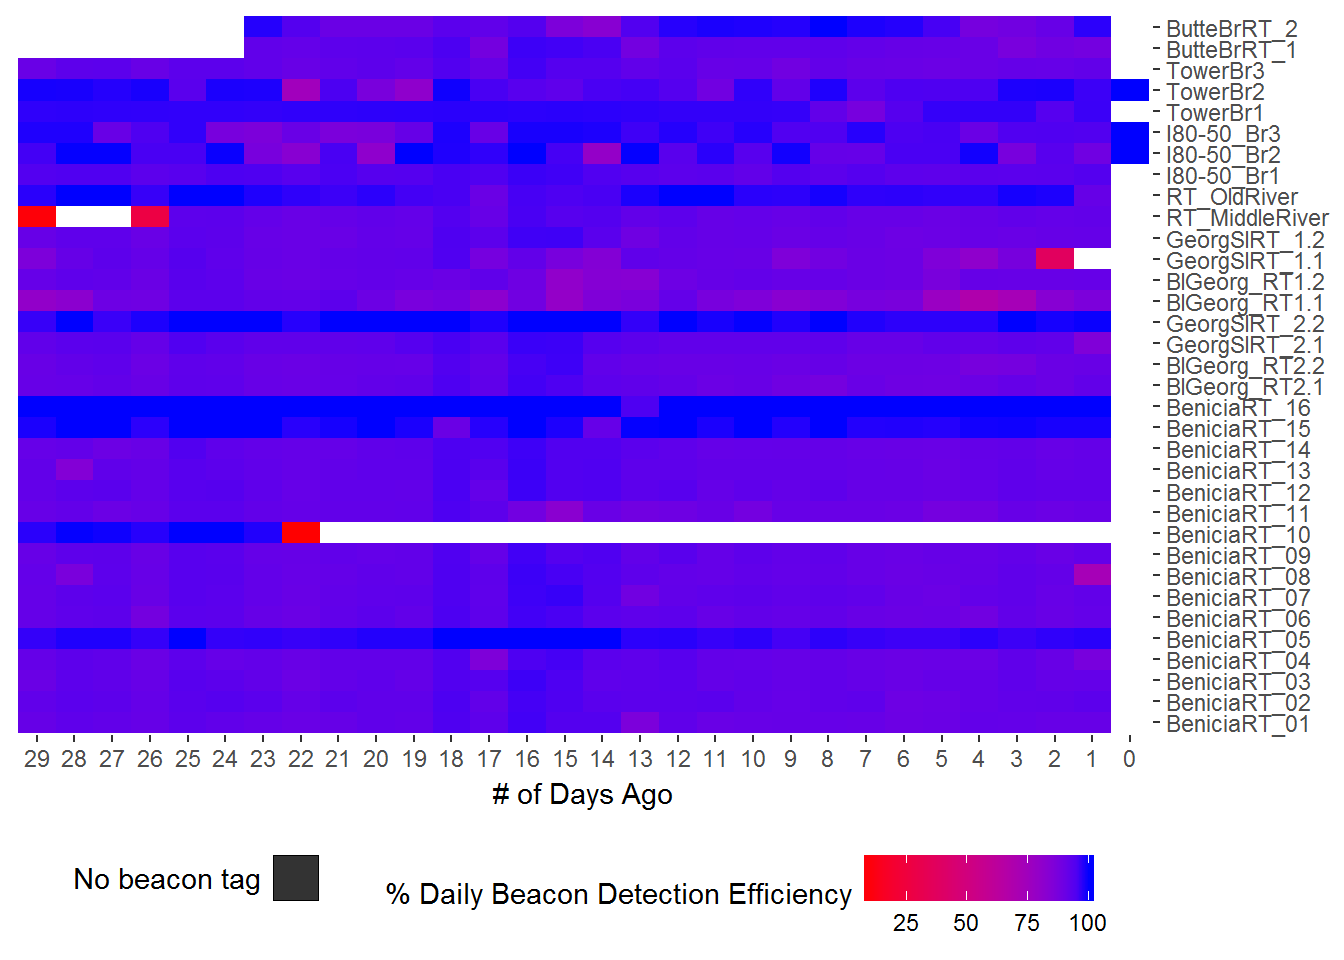 ButteBrRT_2
ButteBrRT_1
TowerBr3
TowerBr2
TowerBr1
I80-50_Br3
I80-50_Br2
I80-50_Br1
RT_OldRiver
RT_MiddleRiver
GeorgSlRT_1.2
GeorgSlRT_1.1
BlGeorg_RT1.2
BlGeorg_RT1.1
GeorgSlRT_2.2
GeorgSlRT_2.1
BlGeorg_RT2.2
BlGeorg_RT2.1
BeniciaRT_16
BeniciaRT_15
BeniciaRT_14
BeniciaRT_13
BeniciaRT_12
BeniciaRT_11
BeniciaRT_10
BeniciaRT_09
BeniciaRT_08
BeniciaRT_07
BeniciaRT_06
BeniciaRT_05
BeniciaRT_04
BeniciaRT_03
BeniciaRT_02
BeniciaRT_01
29 28 27 26 25 24 23 22 21 20 19 18 17 16 15 14 13 12 11 10 9 8 7 6 5 4 3 2 1 0
# of Days Ago
No beacon tag
% Daily Beacon Detection Efficiency
25 50 75 100